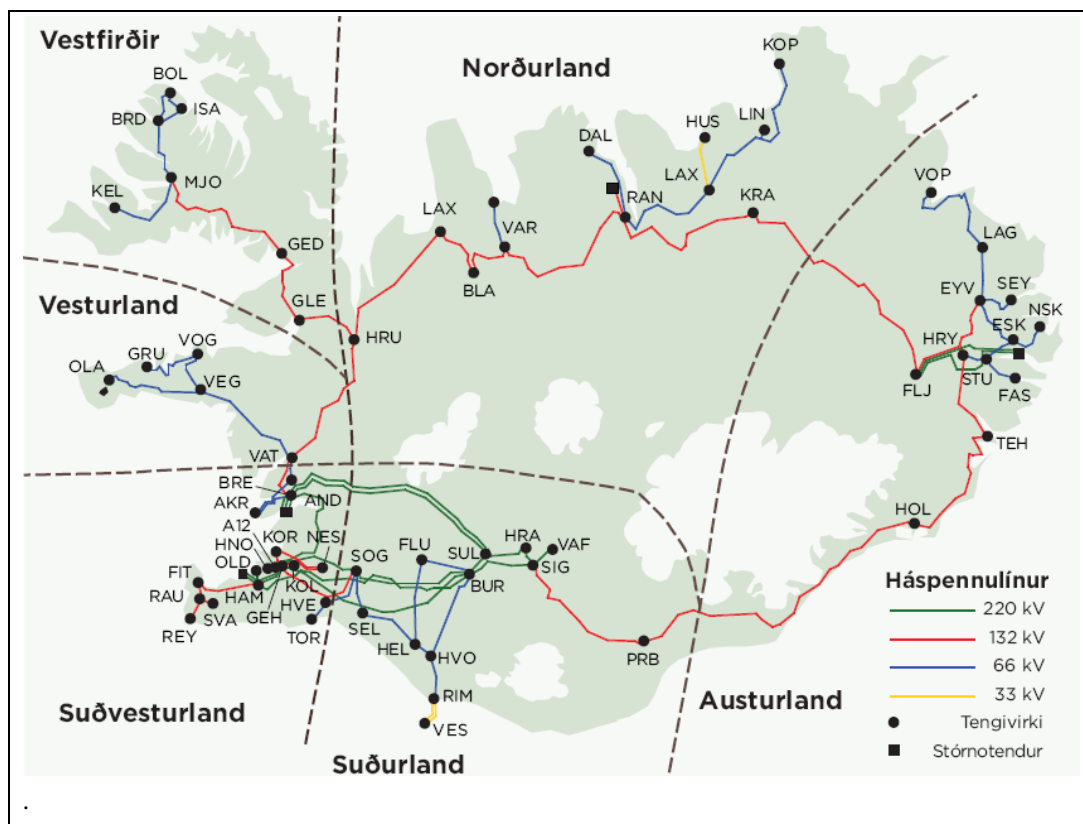 Vestfirðir
BOL
ISA
BRD
KEL
MJO
GED
GLE
Norðurland
KOP
LIN
HUS
DAL
LAX
RAN
KRA
LAX
VAR
BLA
HRU
VOP
LAG
EYV
SEY
NSK
ESK
HRY
STU
FLJ
FAS
TEH
HOL
Vesturland
VOG
GRU
OLA
VEG
VAT
BRE
AND
AKR
A12
KOR
NES
HNO
OLD
FIT
HAM
KOL
RAU
SVA
GEH
HVE
REY
TOR
SOG
FLU
SUL
HRA
VAF
SIG
BUR
SEL
HEL
HVO
RIM
VES
PRB
Suðvesturland
Suðurland
Austurland
Háspennulínur
220 kV
132 kV
66 kV
33 kV
Tengivirki
Stórnotendur
.